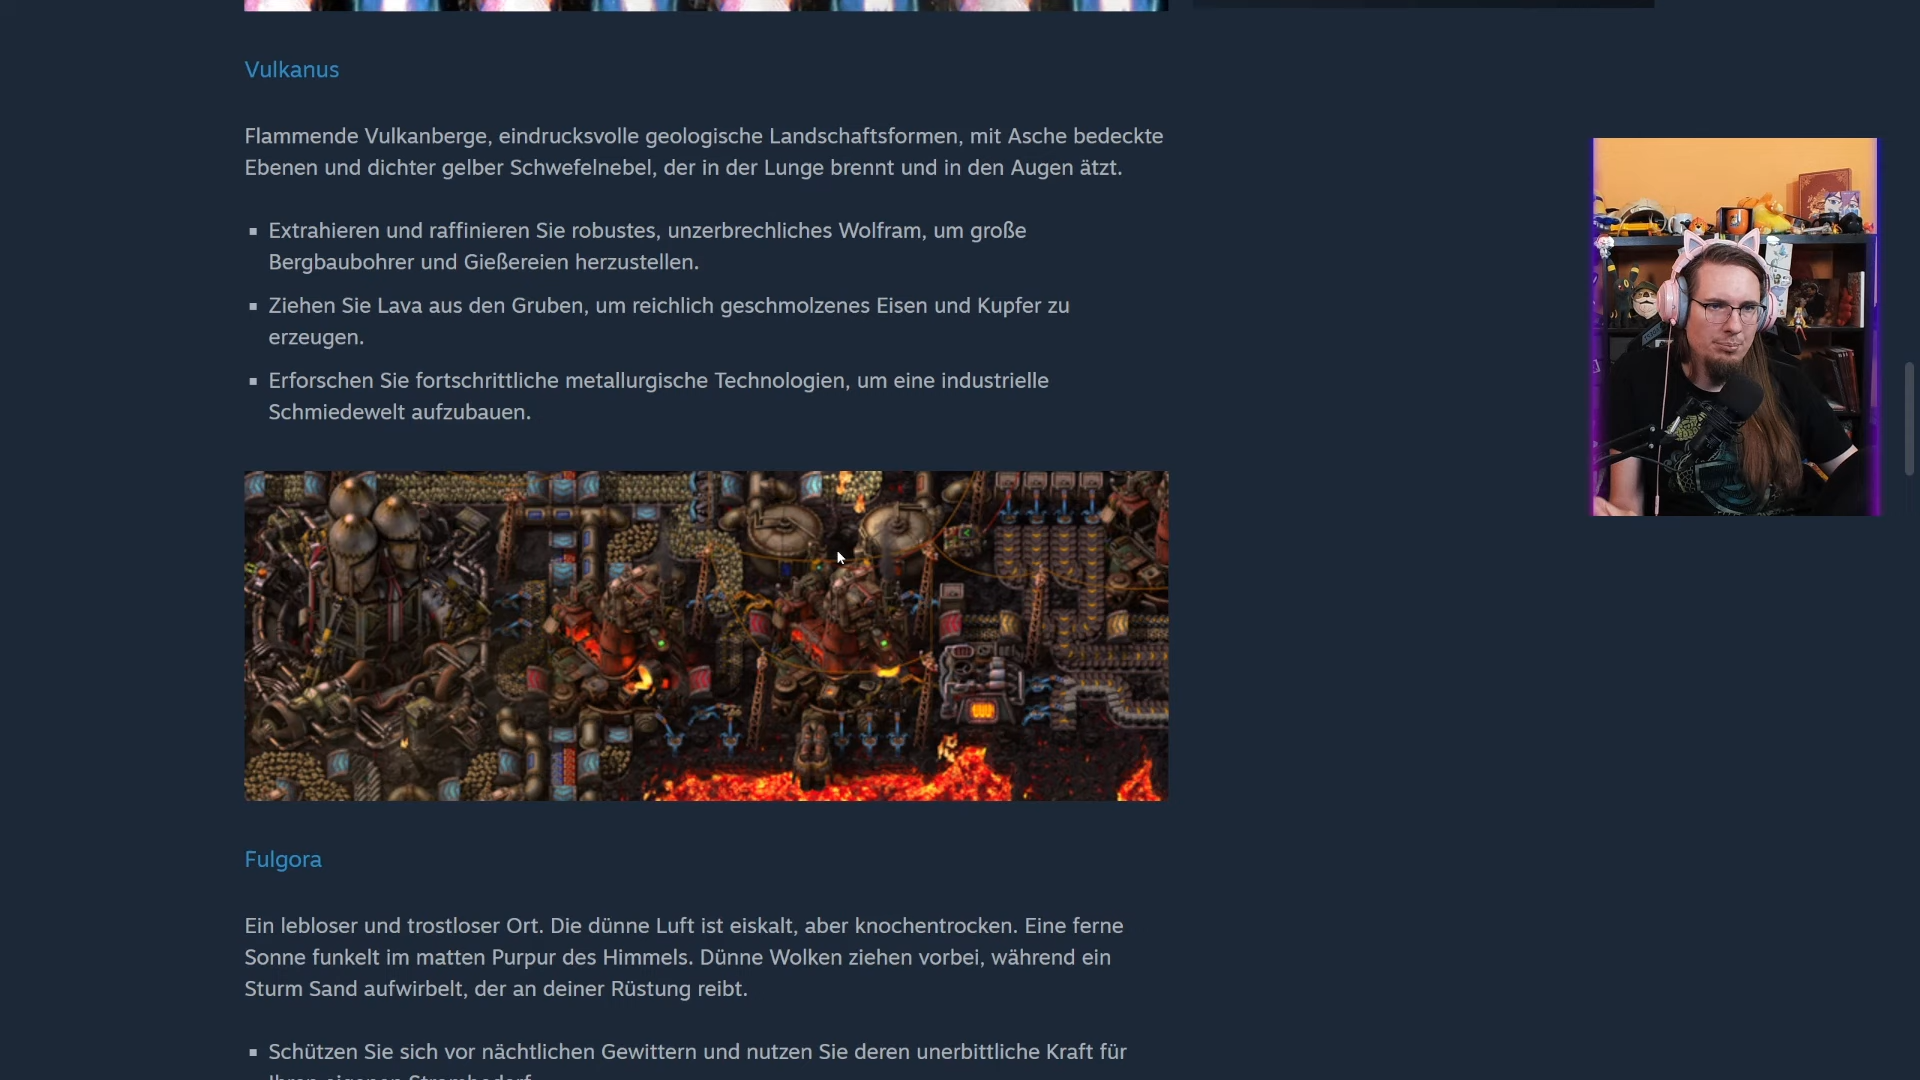 Vulkanus
Flammende Vulkanberge, eindrucksvolle geologische Landschaftsformen, mit Asche bedeckte
Ebenen und dichter gelber Schwefelnebel, der in der Lunge brennt und in den Augen ätzt.
Extrahieren und raffinieren Sie robustes, unzerbrechliches Wolfram, um große
Bergbaubohrer und Gießereien herzustellen.
Ziehen Sie Lava aus den Gruben, um reichlich geschmolzenes Eisen und Kupfer zu
erzeugen.
Erforschen Sie fortschrittliche metallurgische Technologien, um eine industrielle
Schmiedewelt aufzubauen.
Fulgora
Ein lebloser und trostloser Ort. Die dünne Luft ist eiskalt, aber knochentrocken. Eine ferne
Sonne funkelt im matten Purpur des Himmels. Dünne Wolken ziehen vorbei, während ein
Sturm Sand aufwirbelt, der an deiner Rüstung reibt.
Schützen Sie sich vor nächtlichen Gewittern und nutzen Sie deren unerbittliche Kraft für